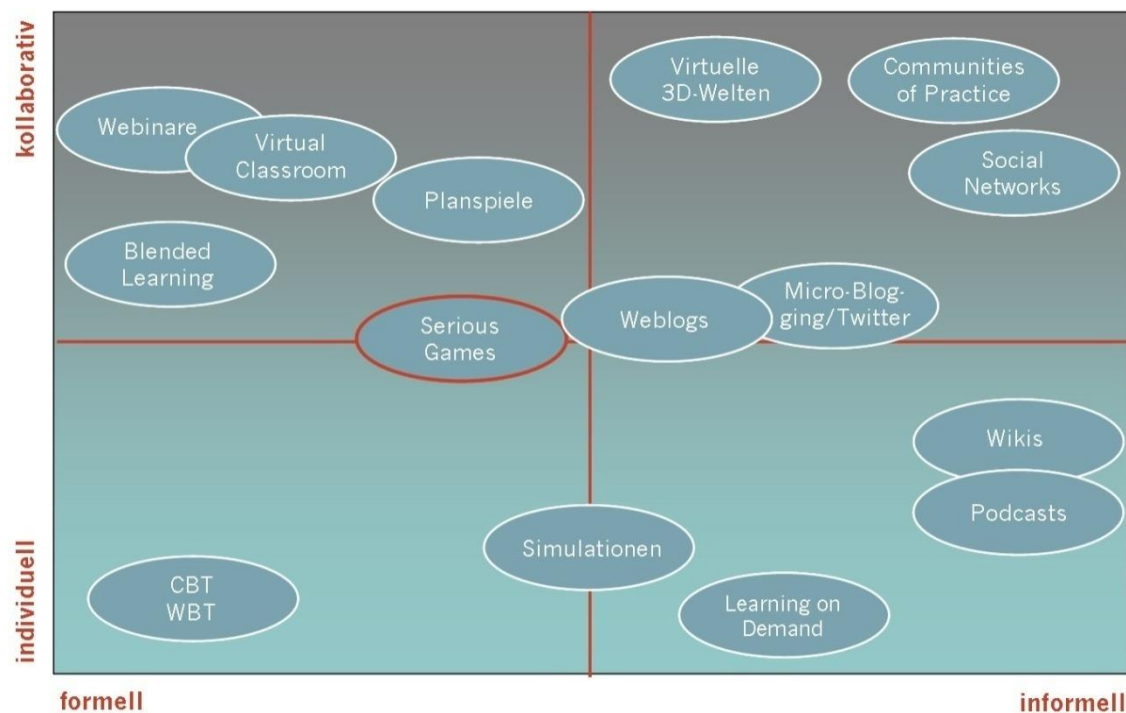 kollaborativ
Virtuelle
3D-Welten
Communities
of Practice
Webinare
Virtual
Classroom
Social
Networks
Planspiele
Blended
Learning
Serious
Games
Weblogs
Micro-Blog-
ging/Twitter
Wikis
Podcasts
Simulationen
CBT
WBT
Learning on
Demand
individuell
formell
informell